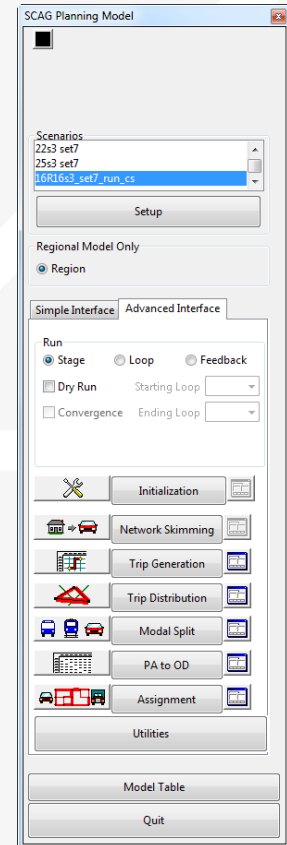 SCAG Planning Model
Scenarios
22s3 set7
25s3 set7
16R16s3_set7_run_cs
Setup
Regional Model Only
Region
Simple Interface Advanced Interface
Run
Stage Loop Feedback
Dry Run Starting Loop
Convergence Ending Loop
Initialization
Network Skimming
Trip Generation
Trip Distribution
Modal Split
PA to OD
Assignment
Utilities
Model Table
Quit